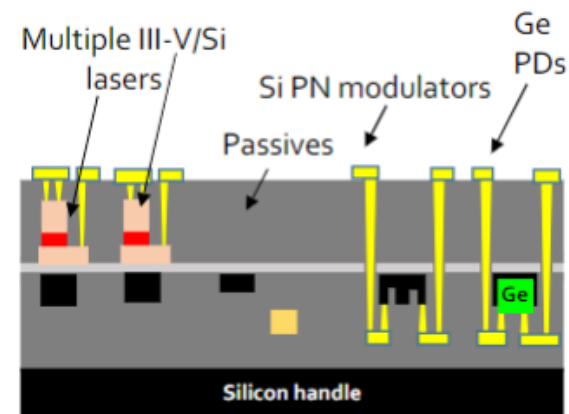 Multiple III-V/Si
lasers
Passives
Si PN modulators
Ge
PDs
Ge
Silicon handle